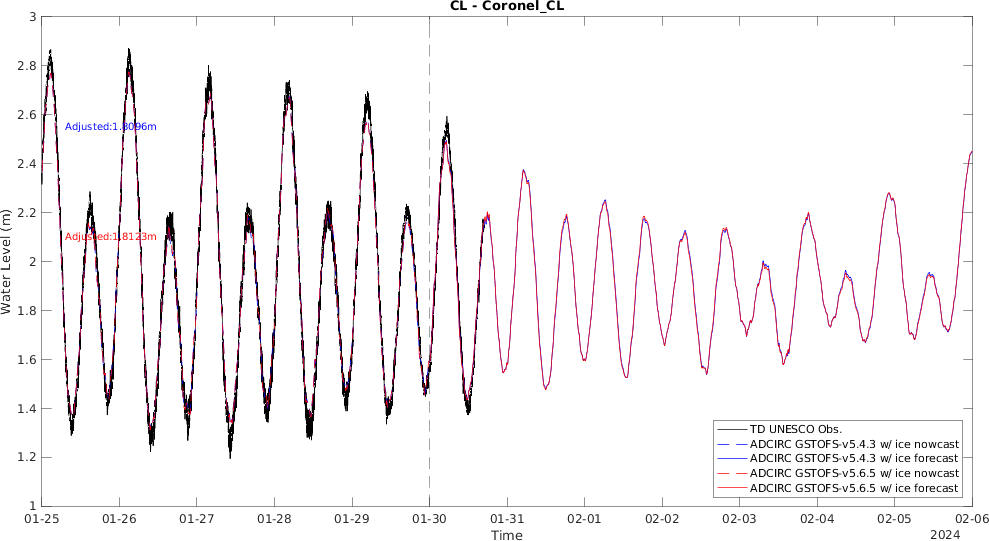 CL - Coronel_CL
3
2.8
2.6
2.4
2.2
2
1.8
1.6
1.4
1.2
1
Water Level (m)
Adjusted:1.8096m
Adjusted:1.8123m
TD UNESCO Obs.
ADCIRC GSTOFS-v5.4.3 w/ ice nowcast
ADCIRC GSTOFS-v5.4.3 w/ ice forecast
ADCIRC GSTOFS-v5.6.5 w/ ice nowcast
ADCIRC GSTOFS-v5.6.5 w/ ice forecast
01-25 01-26 01-27 01-28 01-29 01-30 01-31 02-01 02-02 02-03 02-04 02-05 02-06
Time
2024